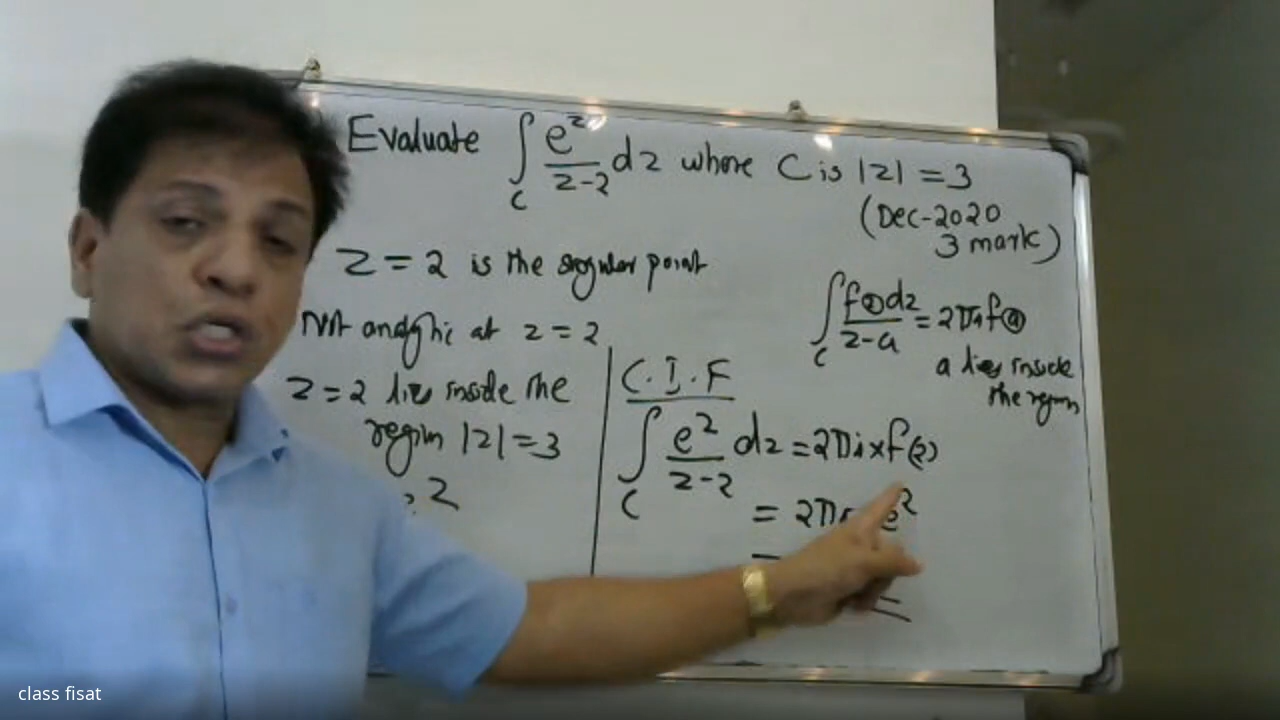 Evaluate ∫_C e^z/(z-2) dz where C is |z| = 3
(Dec-2020
3 mark)
z = 2 is the singular point
Not analytic at z = 2
z = 2 lies inside the
region |z| = 3
∫_C f(z)dz/(z-a) = 2πi f(a)
a lies inside
the region
C.I.F
∫_C e^z/(z-2) dz = 2πi × f(2)
= 2π e^2
=
class fisat